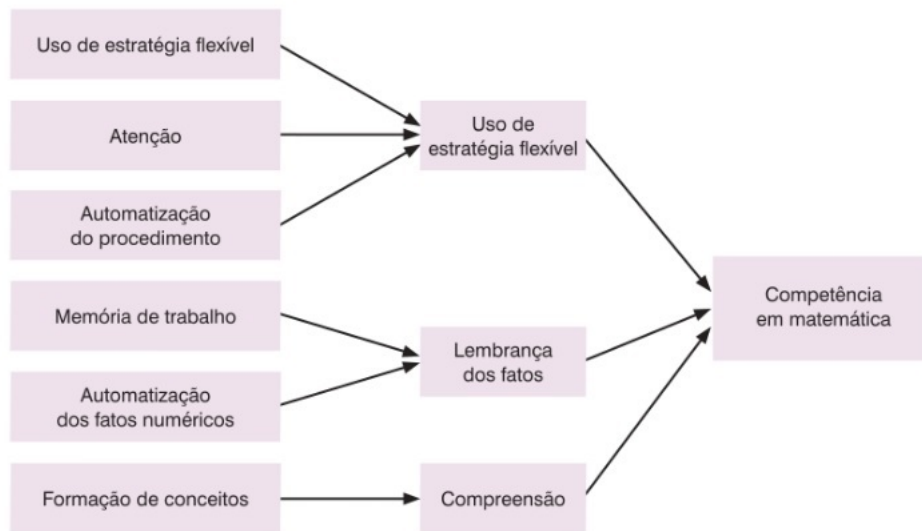 Uso de estratégia flexível
Atenção
Automatização
do procedimento
Memória de trabalho
Automatização
dos fatos numéricos
Formação de conceitos
Uso de
estratégia flexível
Lembrança
dos fatos
Compreensão
Competência
em matemática